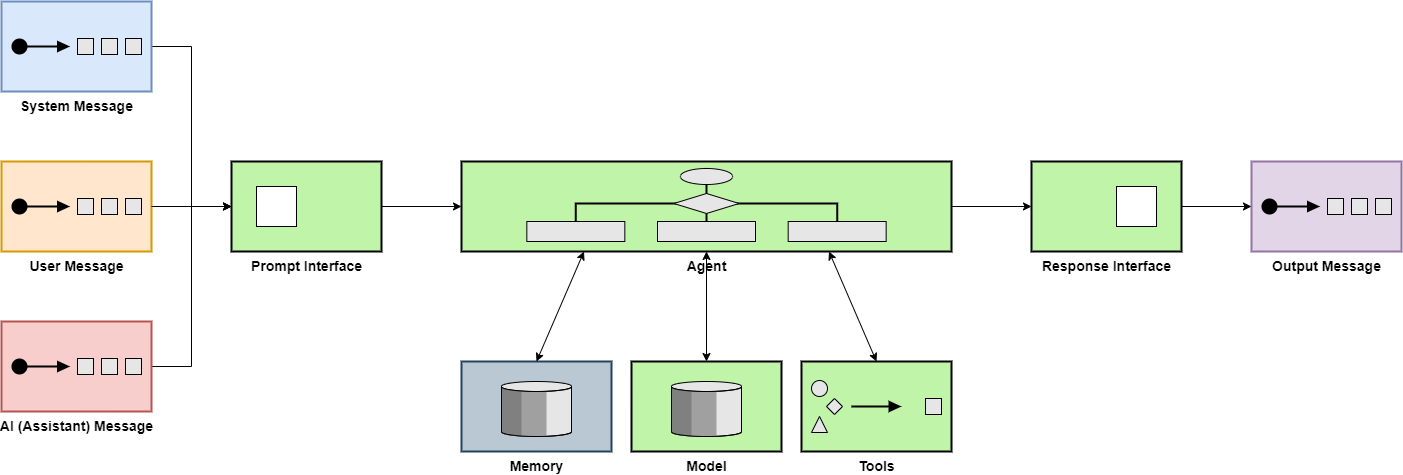 System Message
User Message
Prompt Interface
Agent
Response Interface
Output Message
AI (Assistant) Message
Memory
Model
Tools